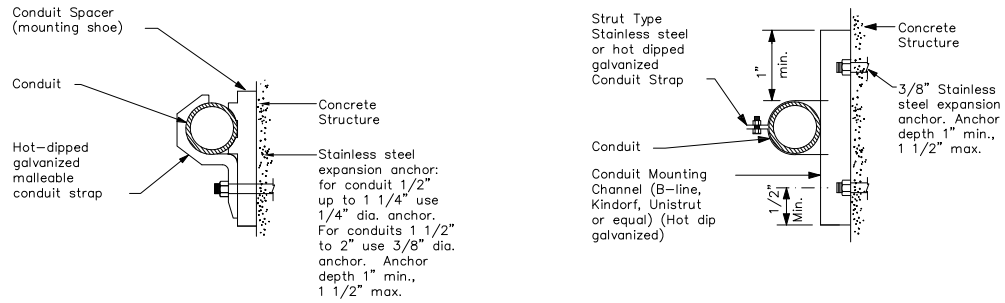 Conduit Spacer
(mounting shoe)
Conduit
Hot-dipped
galvanized
malleable
conduit strap
Concrete
Structure
Stainless steel
expansion anchor:
for conduit 1/2"
up to 1 1/4" use
1/4" dia. anchor.
For conduits 1 1/2"
to 2" use 3/8" dia.
anchor. Anchor
depth 1" min.,
1 1/2" max.
Strut Type
Stainless steel
or hot dipped
galvanized
Conduit Strap
1"
min.
Conduit
Conduit Mounting
Channel (B-line,
Kindorf, Unistrut
or equal) (Hot dip
galvanized)
1/2"
Min.
Concrete
Structure
3/8" Stainless
steel expansion
anchor. Anchor
depth 1" min.,
1 1/2" max.